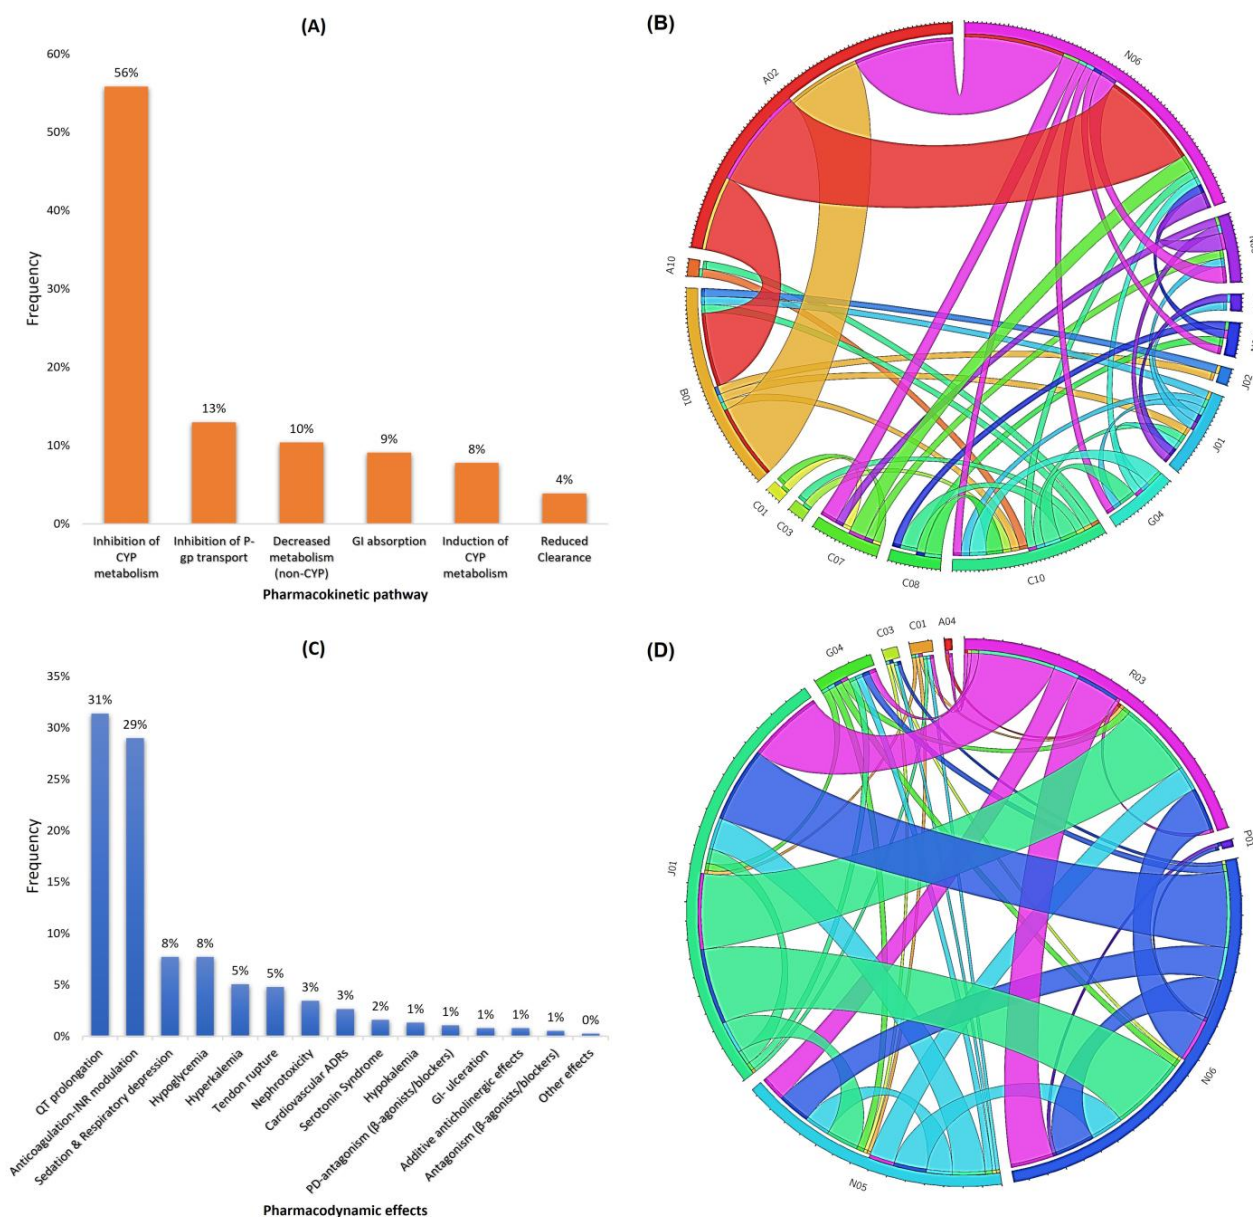 (A)
60%
50%
40%
30%
20%
10%
0%
Frequency
56%
13%
10%
9%
8%
4%
Inhibition of
CYP
metabolism
Inhibition of P-
gp transport
Decreased
metabolism
(non-CYP)
GI absorption
Induction of
CYP
metabolism
Reduced
Clearance
Pharmacokinetic pathway
(B)
A02
N06
A10
B01
C01
C03
C07
C08
C10
G04
J01
J02
(C)
35%
30%
25%
20%
15%
10%
5%
0%
Frequency
31%
29%
8%
8%
5%
5%
3%
3%
2%
1%
1%
1%
1%
1%
0%
QT prolongation
Anticoagulation-INR modulation
Sedation & Respiratory depression
Hypoglycemia
Hyperkalemia
Tendon rupture
Nephrotoxicity
Cardiovascular ADRs
Serotonin Syndrome
Hypokalemia
PD-antagonism (β-agonists/blockers)
GI- ulceration
Additive anticholinergic effects
Antagonism (β-agonists/blockers)
Other effects
Pharmacodynamic effects
(D)
G04
C03
C01
A04
R03
P01
J01
N06
N05